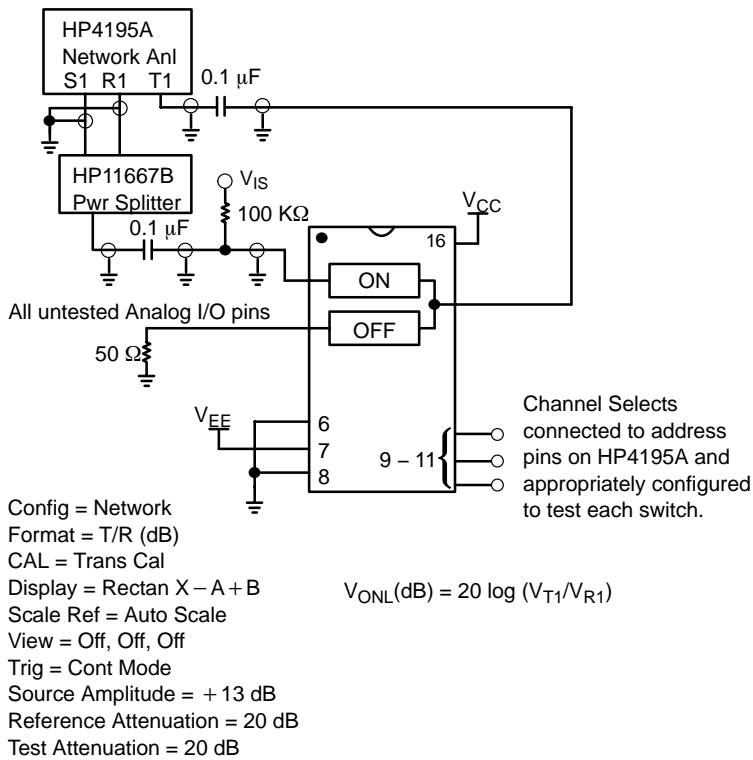 HP4195A
Network Anl
S1 R1 T1
0.1 μF
HP11667B
Pwr Splitter
V_IS
100 KΩ
0.1 μF
V_CC
16
ON
OFF
All untested Analog I/O pins
50 Ω
V_EE
6
7
8
9 – 11
Channel Selects
connected to address
pins on HP4195A and
appropriately configured
to test each switch.
Config = Network
Format = T/R (dB)
CAL = Trans Cal
Display = Rectan X – A + B
Scale Ref = Auto Scale
View = Off, Off, Off
Trig = Cont Mode
Source Amplitude = + 13 dB
Reference Attenuation = 20 dB
Test Attenuation = 20 dB
V_ONL(dB) = 20 log (V_T1/V_R1)